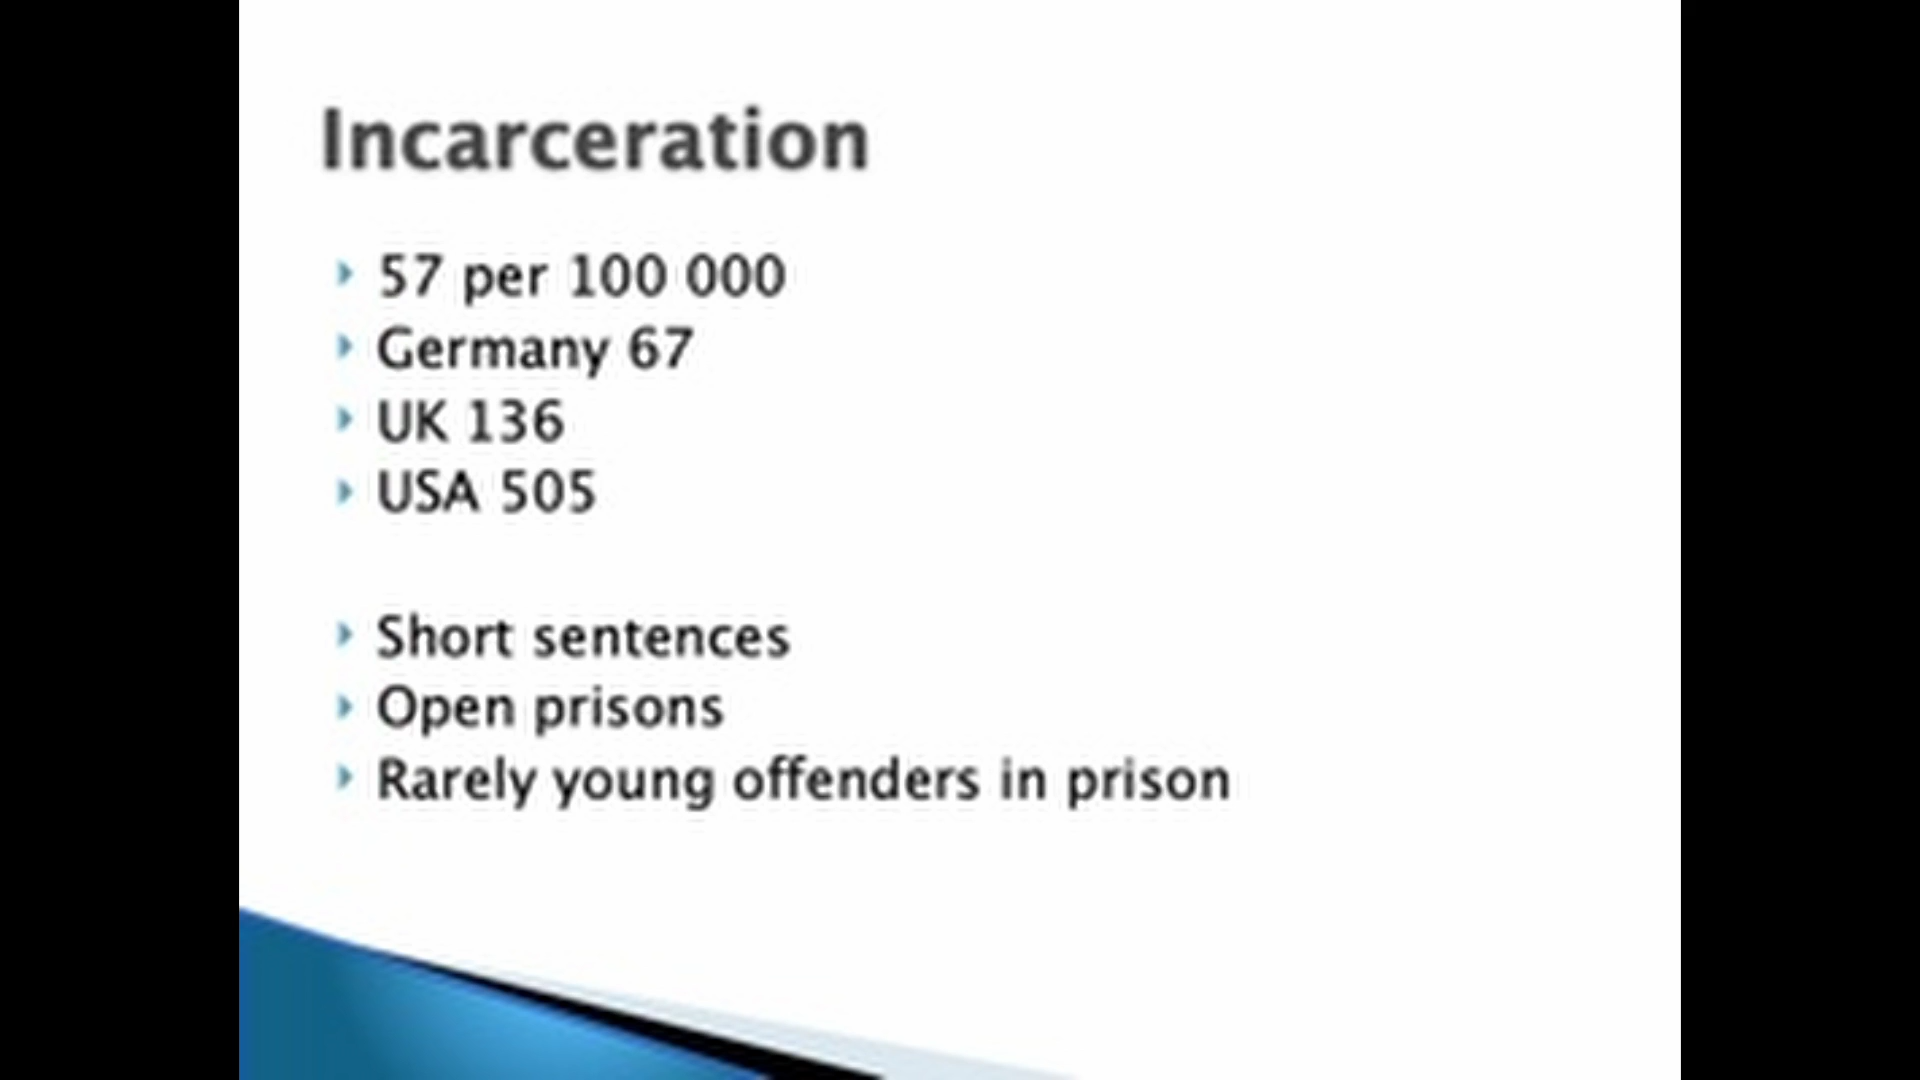 Incarceration
57 per 100 000
Germany 67
UK 136
USA 505
Short sentences
Open prisons
Rarely young offenders in prison